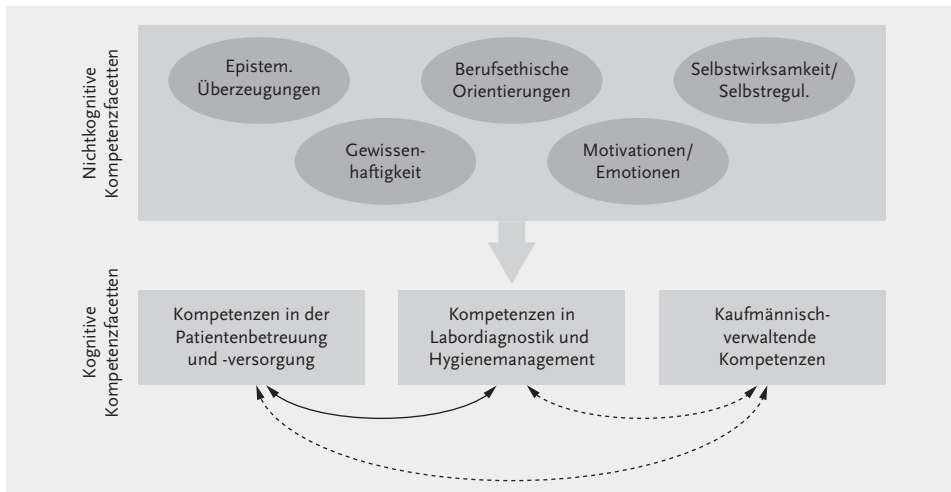 Nichtkognitive
Kompetenzfacetten
Epistem.
Überzeugungen
Berufsethische
Orientierungen
Selbstwirksamkeit/
Selbstregul.
Gewissen-
haftigkeit
Motivationen/
Emotionen
Kognitive
Kompetenzfacetten
Kompetenzen in der
Patientenbetreuung
und -versorgung
Kompetenzen in
Labordiagnostik und
Hygienemanagement
Kaufmännisch-
verwaltende
Kompetenzen